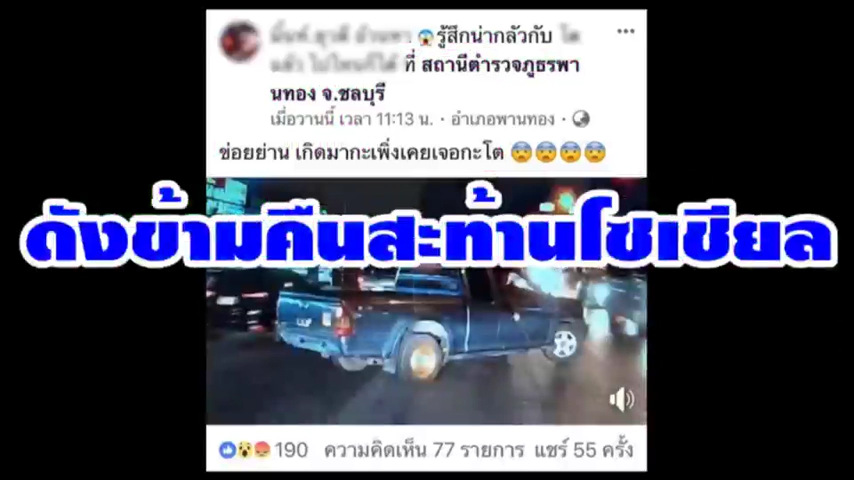 รู้สึกน่ากลัวกับ
ที่ สถานีตำรวจภูธรพา
นทอง จ.ชลบุรี
เมื่อวานนี้ เวลา 11:13 น. · อำเภอพานทอง ·
ข่อยย่าน เกิดมากะเพิ่งเคยเจอกะโต
ดังข้ามคืนสะท้านโซเชียล
190 ความคิดเห็น 77 รายการ แชร์ 55 ครั้ง